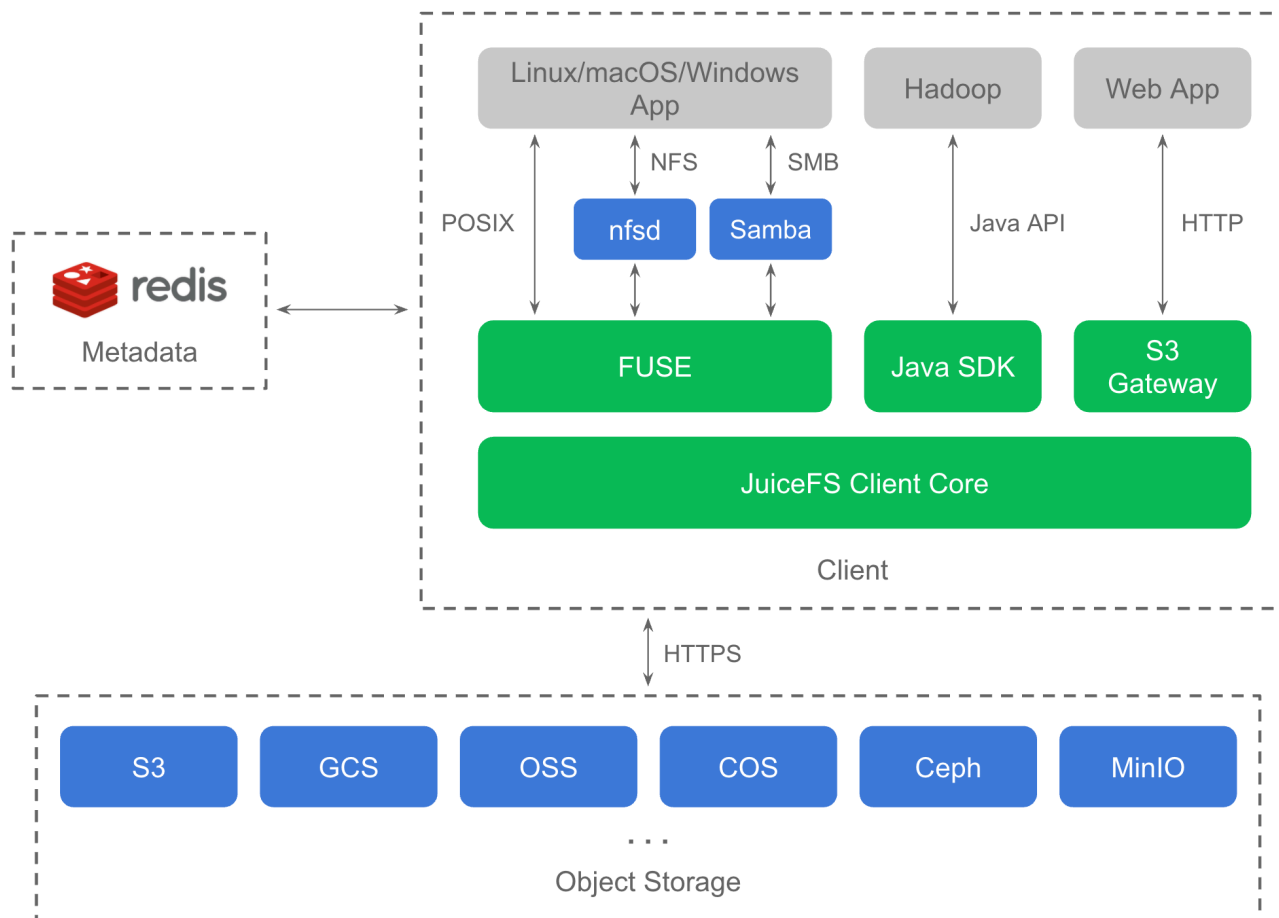 Linux/macOS/Windows
App
Hadoop
Web App
NFS
SMB
POSIX
nfsd
Samba
Java API
HTTP
redis
Metadata
FUSE
Java SDK
S3
Gateway
JuiceFS Client Core
Client
HTTPS
S3
GCS
OSS
COS
Ceph
MinIO
. . .
Object Storage